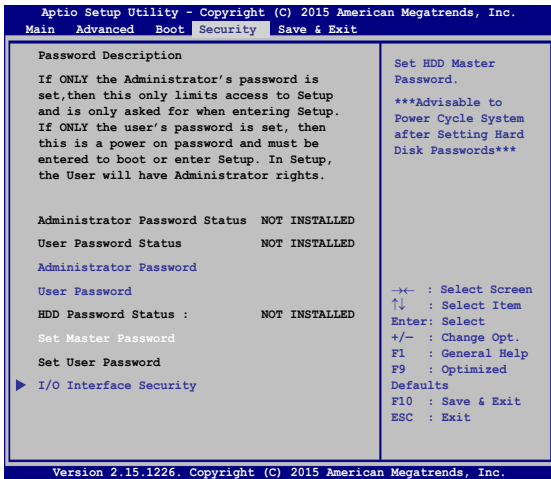 Aptio Setup Utility - Copyright (C) 2015 American Megatrends, Inc.
Main Advanced Boot Security Save & Exit
Password Description
If ONLY the Administrator's password is
set,then this only limits access to Setup
and is only asked for when entering Setup.
If ONLY the user's password is set, then
this is a power on password and must be
entered to boot or enter Setup. In Setup,
the User will have Administrator rights.
Administrator Password Status NOT INSTALLED
User Password Status NOT INSTALLED
Administrator Password
User Password
HDD Password Status : NOT INSTALLED
Set Master Password
Set User Password
I/O Interface Security
Set HDD Master
Password.
***Advisable to
Power Cycle System
after Setting Hard
Disk Passwords***
→← : Select Screen
↑↓ : Select Item
Enter: Select
+/— : Change Opt.
F1 : General Help
F9 : Optimized
Defaults
F10 : Save & Exit
ESC : Exit
Version 2.15.1226. Copyright (C) 2015 American Megatrends, Inc.